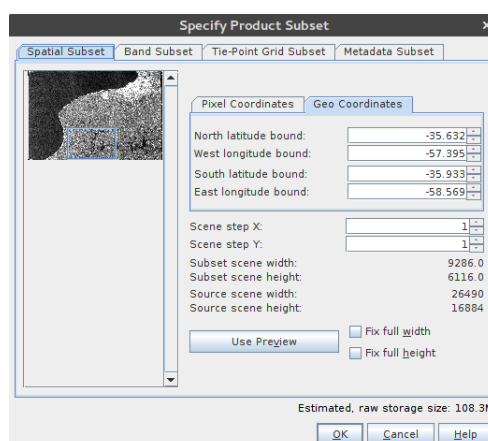 Specify Product Subset
Spatial Subset Band Subset Tie-Point Grid Subset Metadata Subset
Pixel Coordinates Geo Coordinates
North latitude bound: -35.632
West longitude bound: -57.395
South latitude bound: -35.933
East longitude bound: -58.569
Scene step X: 1
Scene step Y: 1
Subset scene width: 9286.0
Subset scene height: 6116.0
Source scene width: 26490
Source scene height: 16884
Use Preview
Fix full width
Fix full height
Estimated, raw storage size: 108.3M
OK Cancel Help